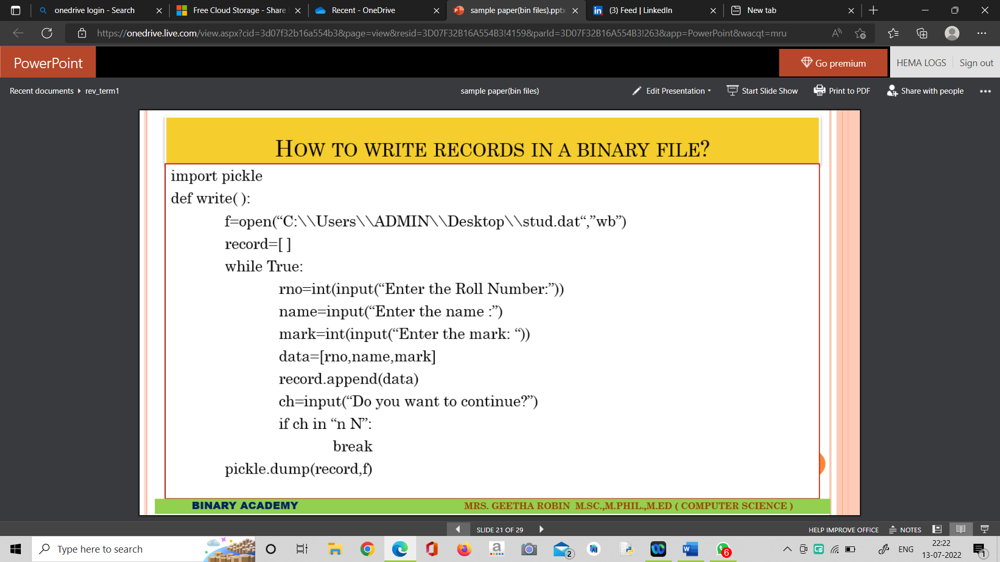 onedrive login - Search
Free Cloud Storage - Share
Recent - OneDrive
sample paper(bin files).pptx
(3) Feed | LinkedIn
New tab
https://onedrive.live.com/view.aspx?cid=3d07f32b16a554b3&page=view&resid=3D07F32B16A554B3!4159&parId=3D07F32B16A554B3!263&app=PowerPoint&wacqt=mru
PowerPoint
Go premium
HEMA LOGS
Sign out
Recent documents
rev_term1
sample paper(bin files)
Edit Presentation
Start Slide Show
Print to PDF
Share with people
HOW TO WRITE RECORDS IN A BINARY FILE?
import pickle
def write( ):
f=open(“C:\\Users\\ADMIN\\Desktop\\stud.dat“,”wb”)
record=[ ]
while True:
rno=int(input(“Enter the Roll Number:”))
name=input(“Enter the name :”)
mark=int(input(“Enter the mark: “))
data=[rno,name,mark]
record.append(data)
ch=input(“Do you want to continue?”)
if ch in “n N”:
break
pickle.dump(record,f)
BINARY ACADEMY
MRS. GEETHA ROBIN M.SC.,M.PHIL.,M.ED ( COMPUTER SCIENCE )
SLIDE 21 OF 29
HELP IMPROVE OFFICE
NOTES
Type here to search
2
6
ENG
22:22
13-07-2022
1